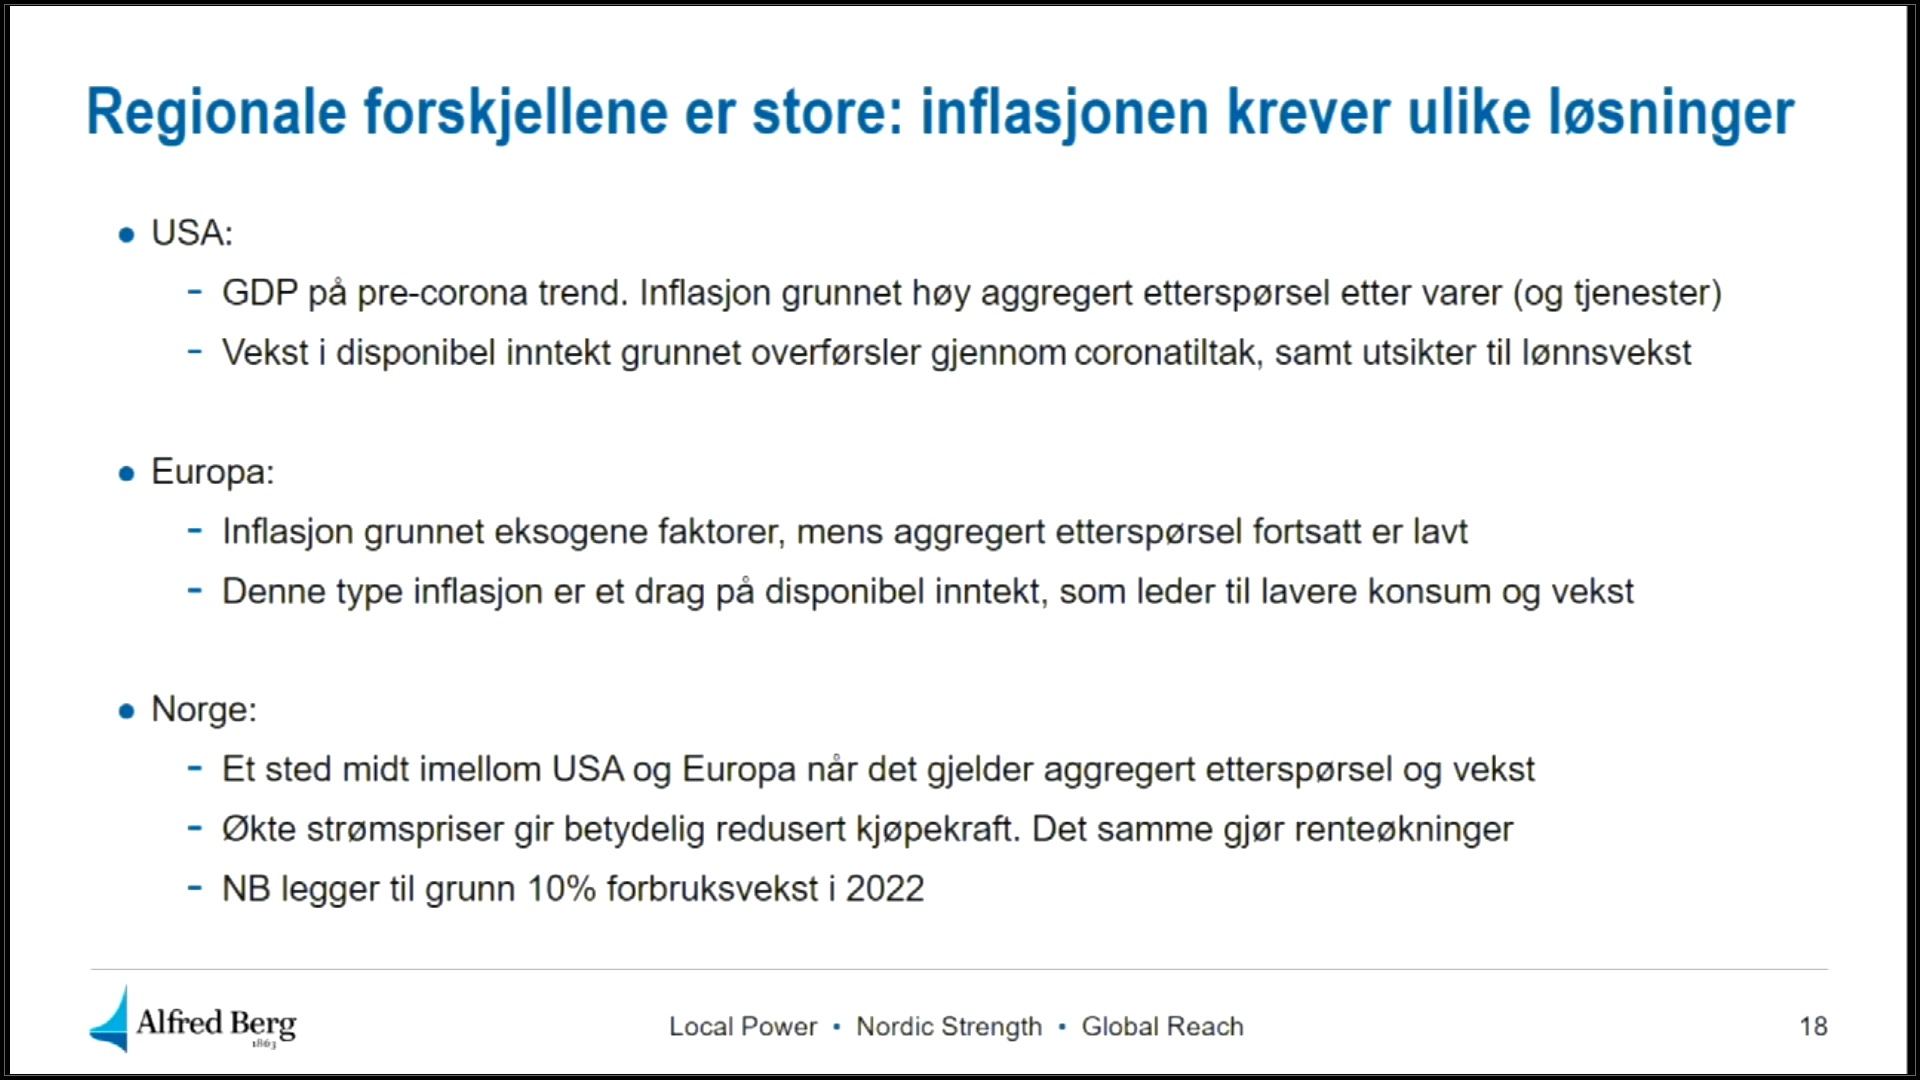 Regionale forskjellene er store: inflasjonen krever ulike løsninger
● USA:
- GDP på pre-corona trend. Inflasjon grunnet høy aggregert etterspørsel etter varer (og tjenester)
- Vekst i disponibel inntekt grunnet overførsler gjennom coronatiltak, samt utsikter til lønnsvekst
● Europa:
- Inflasjon grunnet eksogene faktorer, mens aggregert etterspørsel fortsatt er lavt
- Denne type inflasjon er et drag på disponibel inntekt, som leder til lavere konsum og vekst
● Norge:
- Et sted midt imellom USA og Europa når det gjelder aggregert etterspørsel og vekst
- Økte strømspriser gir betydelig redusert kjøpekraft. Det samme gjør renteøkninger
- NB legger til grunn 10% forbruksvekst i 2022
Alfred Berg
1863
Local Power • Nordic Strength • Global Reach
18